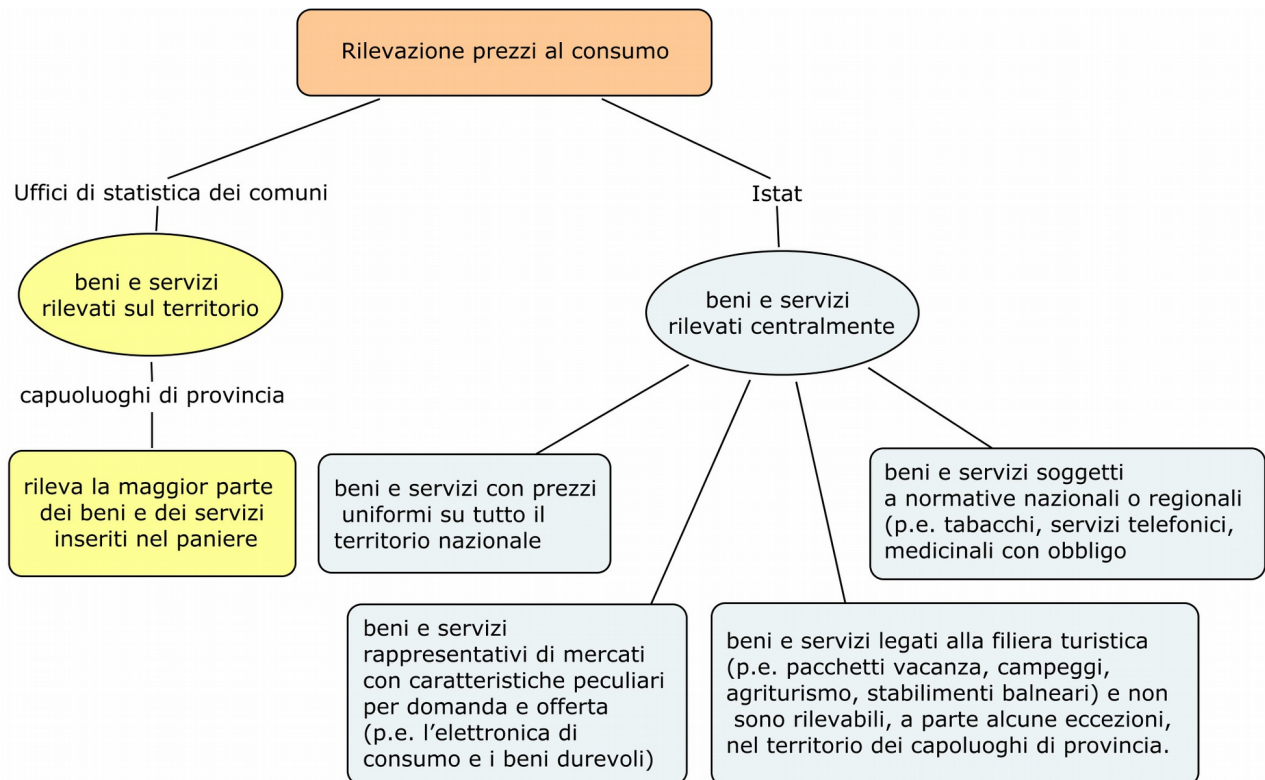 Rilevazione prezzi al consumo
Uffici di statistica dei comuni
Istat
beni e servizi
rilevati sul territorio
beni e servizi
rilevati centralmente
capuoluoghi di provincia
rileva la maggior parte
dei beni e dei servizi
inseriti nel paniere
beni e servizi con prezzi
uniformi su tutto il
territorio nazionale
beni e servizi soggetti
a normative nazionali o regionali
(p.e. tabacchi, servizi telefonici,
medicinali con obbligo
beni e servizi
rappresentativi di mercati
con caratteristiche peculiari
per domanda e offerta
(p.e. l’elettronica di
consumo e i beni durevoli)
beni e servizi legati alla filiera turistica
(p.e. pacchetti vacanza, campeggi,
agriturismo, stabilimenti balneari) e non
sono rilevabili, a parte alcune eccezioni,
nel territorio dei capoluoghi di provincia.